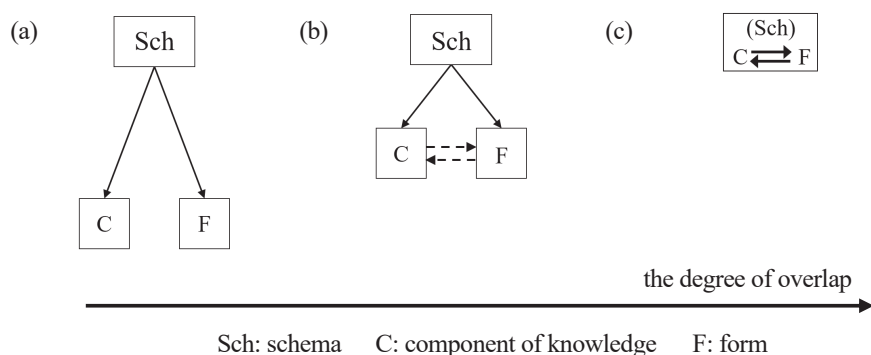 (a)
Sch
C F
(b)
Sch
C F
(c)
(Sch)
C F
the degree of overlap
Sch: schema C: component of knowledge F: form